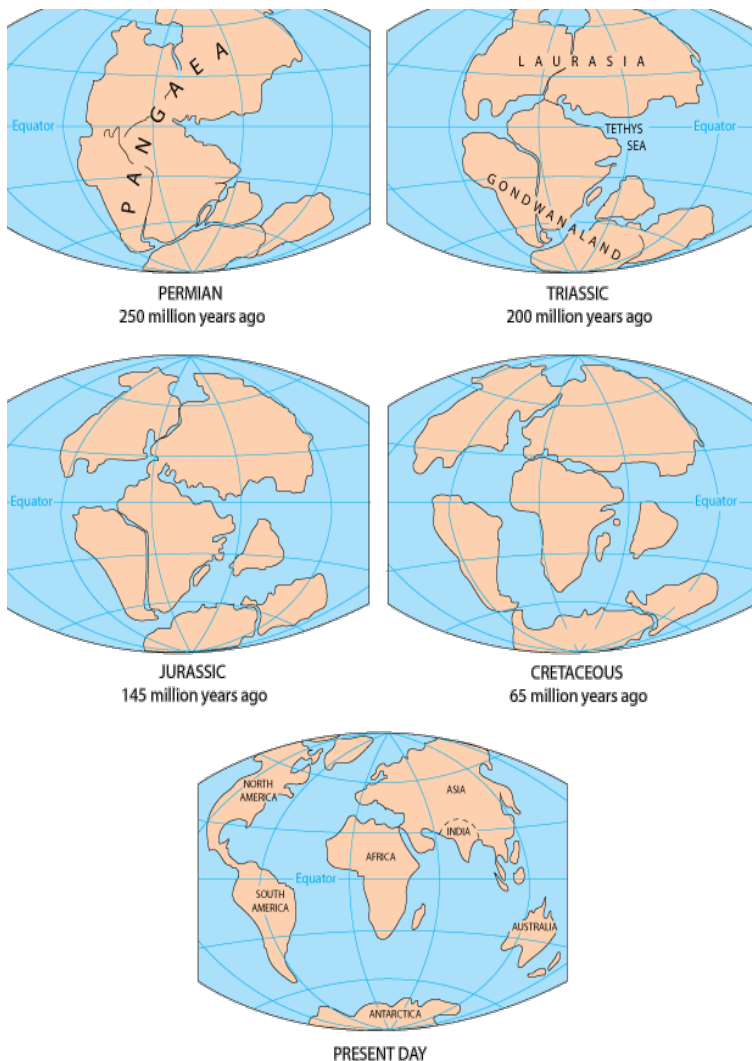 PANGAEA
Equator
PERMIAN
250 million years ago
LAURASIA
TETHYS
SEA
Equator
GONDWANALAND
TRIASSIC
200 million years ago
Equator
JURASSIC
145 million years ago
Equator
CRETACEOUS
65 million years ago
NORTH
AMERICA
ASIA
INDIA
AFRICA
Equator
SOUTH
AMERICA
AUSTRALIA
ANTARCTICA
PRESENT DAY